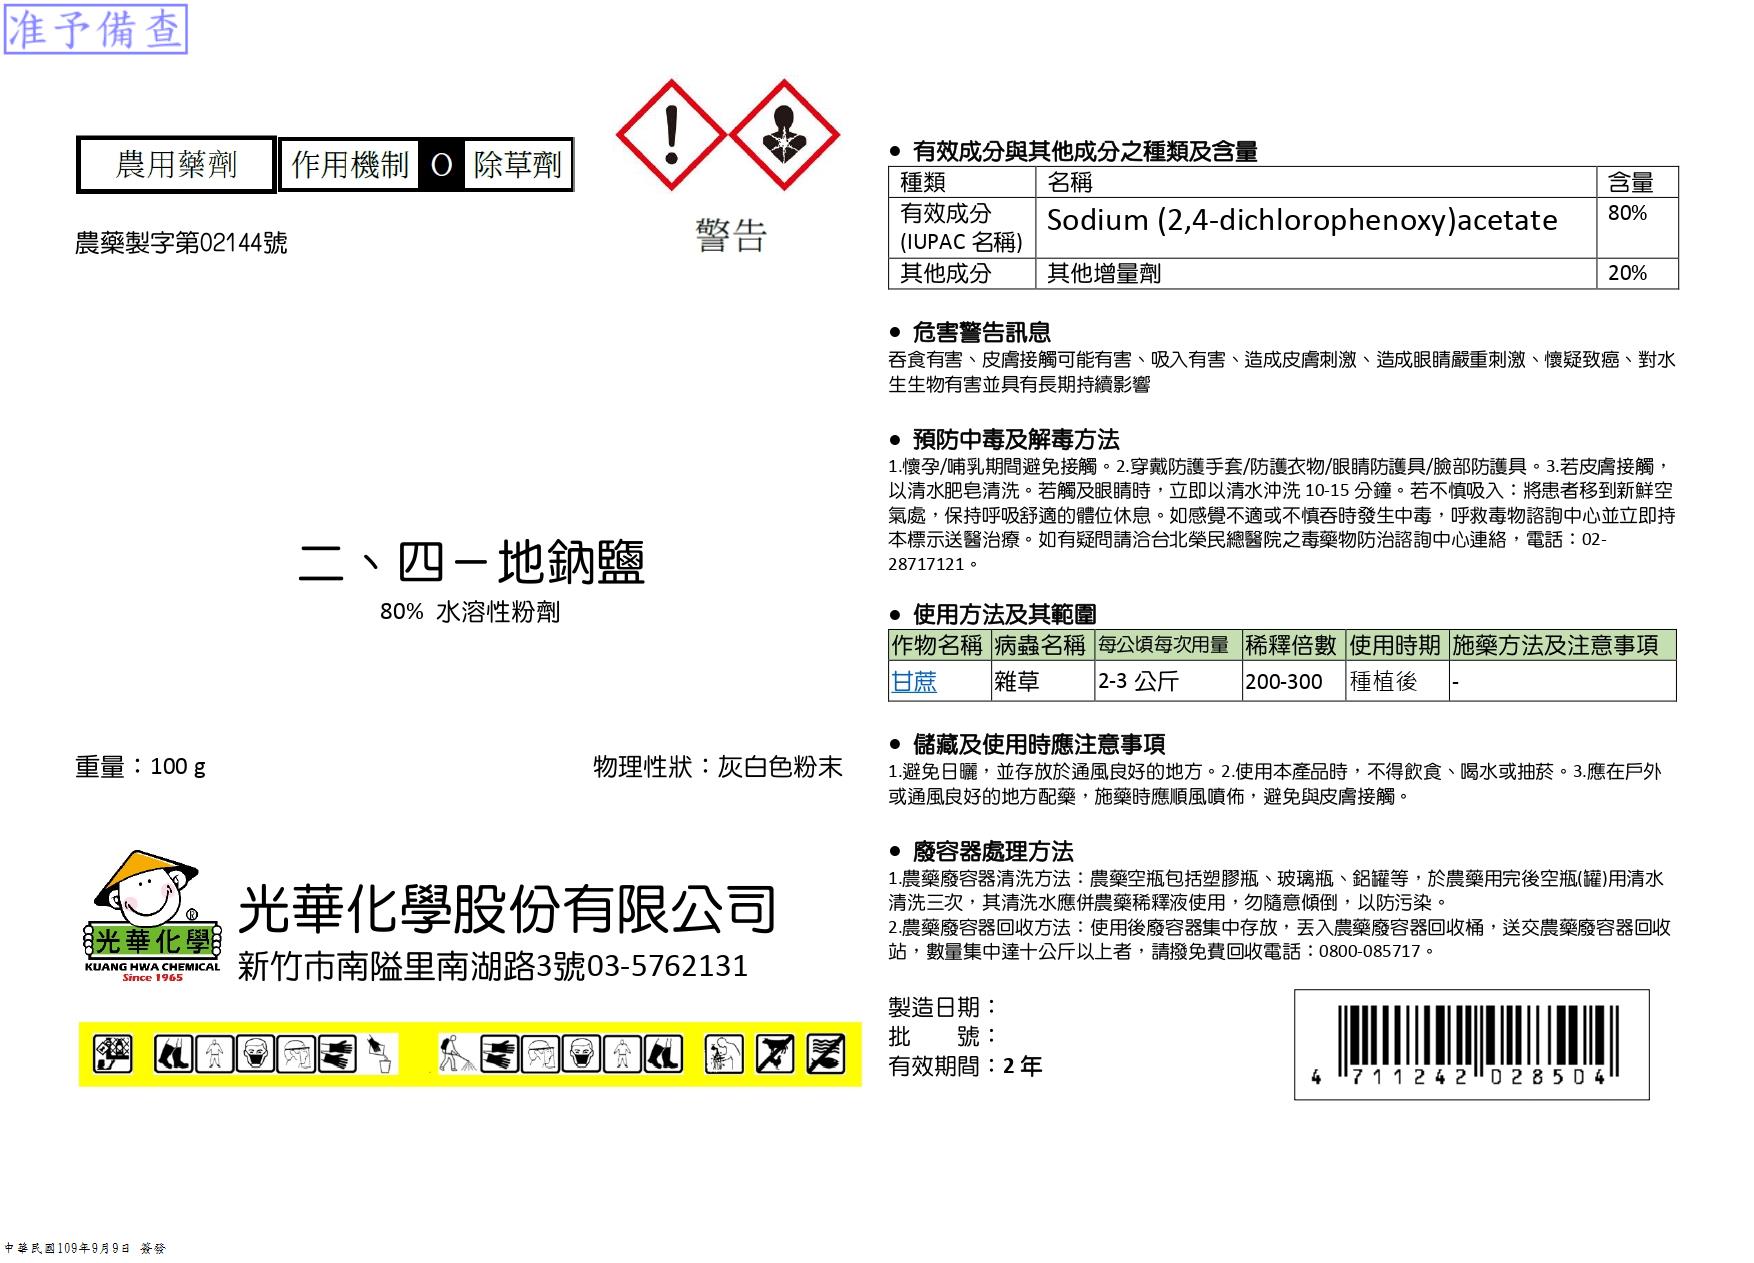 准予備查
農用藥劑 作用機制 O 除草劑
農藥製字第02144號
警告
二、四－地鈉鹽
80% 水溶性粉劑
重量：100 g 物理性狀：灰白色粉末
光華化學
®
KUANG HWA CHEMICAL
Since 1965
光華化學股份有限公司
新竹市南隘里南湖路3號03-5762131
● 有效成分與其他成分之種類及含量
種類 名稱 含量
有效成分 Sodium (2,4-dichlorophenoxy)acetate 80%
(IUPAC 名稱)
其他成分 其他增量劑 20%
● 危害警告訊息
吞食有害、皮膚接觸可能有害、吸入有害、造成皮膚刺激、造成眼睛嚴重刺激、懷疑致癌、對水
生生物有害並具有長期持續影響
● 預防中毒及解毒方法
1.懷孕/哺乳期間避免接觸。2.穿戴防護手套/防護衣物/眼睛防護具/臉部防護具。3.若皮膚接觸，
以清水肥皂清洗。若觸及眼睛時，立即以清水沖洗 10-15 分鐘。若不慎吸入：將患者移到新鮮空
氣處，保持呼吸舒適的體位休息。如感覺不適或不慎吞時發生中毒，呼救毒物諮詢中心並立即持
本標示送醫治療。如有疑問請洽台北榮民總醫院之毒藥物防治諮詢中心連絡，電話：02-
28717121。
● 使用方法及其範圍
作物名稱 病蟲名稱 每公頃每次用量 稀釋倍數 使用時期 施藥方法及注意事項
甘蔗 雜草 2-3 公斤 200-300 種植後 -
● 儲藏及使用時應注意事項
1.避免日曬，並存放於通風良好的地方。2.使用本產品時，不得飲食、喝水或抽菸。3.應在戶外
或通風良好的地方配藥，施藥時應順風噴佈，避免與皮膚接觸。
● 廢容器處理方法
1.農藥廢容器清洗方法：農藥空瓶包括塑膠瓶、玻璃瓶、鋁罐等，於農藥用完後空瓶(罐)用清水
清洗三次，其清洗水應併農藥稀釋液使用，勿隨意傾倒，以防污染。
2.農藥廢容器回收方法：使用後廢容器集中存放，丟入農藥廢容器回收桶，送交農藥廢容器回收
站，數量集中達十公斤以上者，請撥免費回收電話：0800-085717。
製造日期：
批　　號：
有效期間：2 年
4 711242 028504
中華民國109年9月9日 簽發